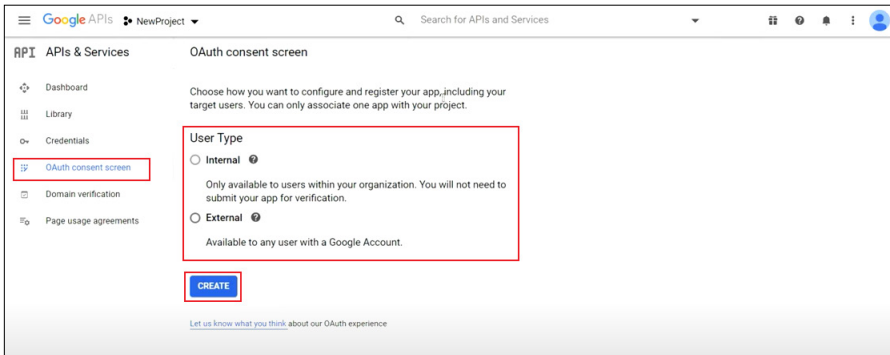 Google APIs NewProject Search for APIs and Services
API APIs & Services OAuth consent screen
Dashboard
Library
Credentials
OAuth consent screen
Domain verification
Page usage agreements
Choose how you want to configure and register your app, including your
target users. You can only associate one app with your project.
User Type
Internal
Only available to users within your organization. You will not need to
submit your app for verification.
External
Available to any user with a Google Account.
CREATE
Let us know what you think about our OAuth experience